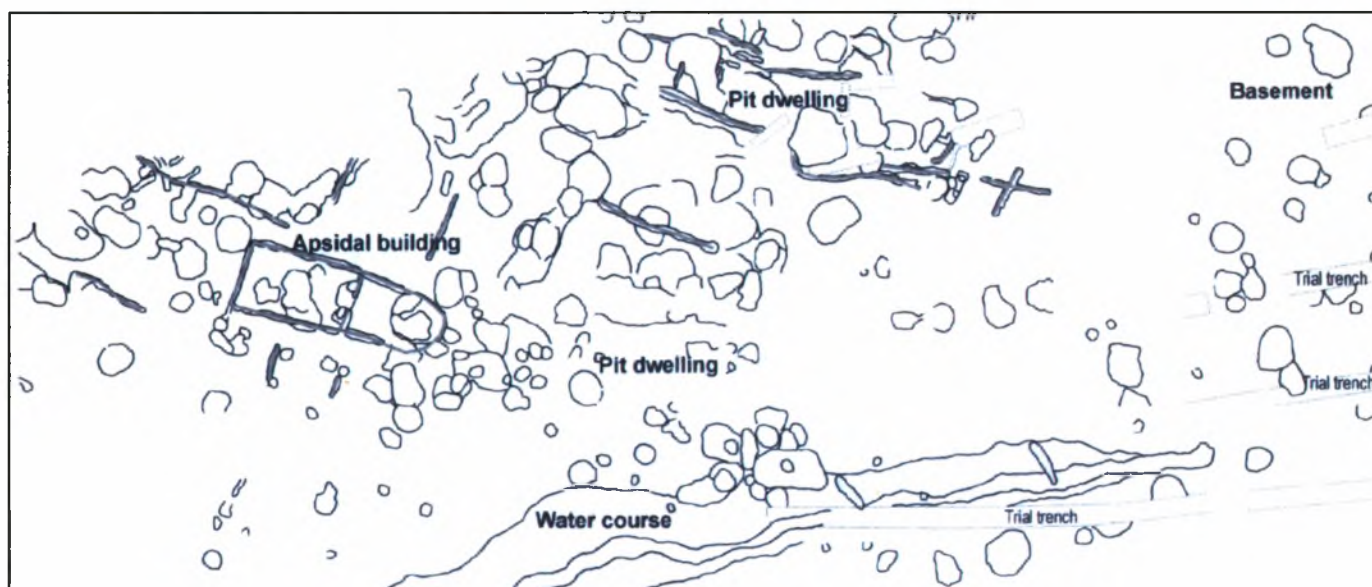 Pit dwelling
Basement
Apsidal building
Trial trench
Pit dwelling
Trial trench
Water course
Trial trench